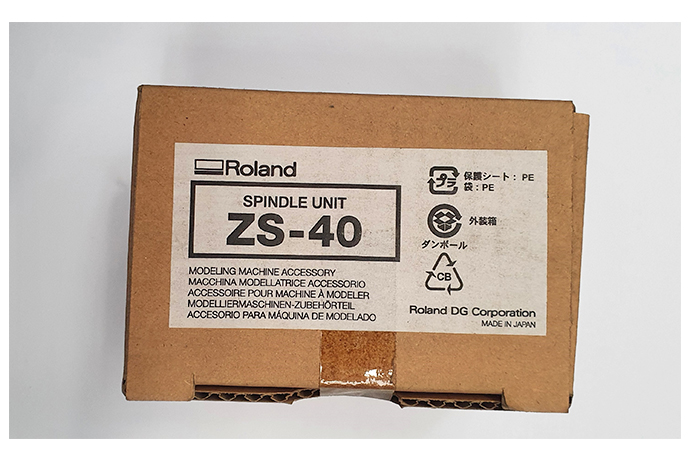 Roland
SPINDLE UNIT
ZS-40
MODELING MACHINE ACCESSORY
MACCHINA MODELLATRICE ACCESSORIO
ACCESSOIRE POUR MACHINE À MODELER
MODELLIERMASCHINEN-ZUBEHÖRTEIL
ACCESORIO PARA MÁQUINA DE MODELADO
プラ
保護シート: PE
袋: PE
外装箱
ダンボール
CB
Roland DG Corporation
MADE IN JAPAN